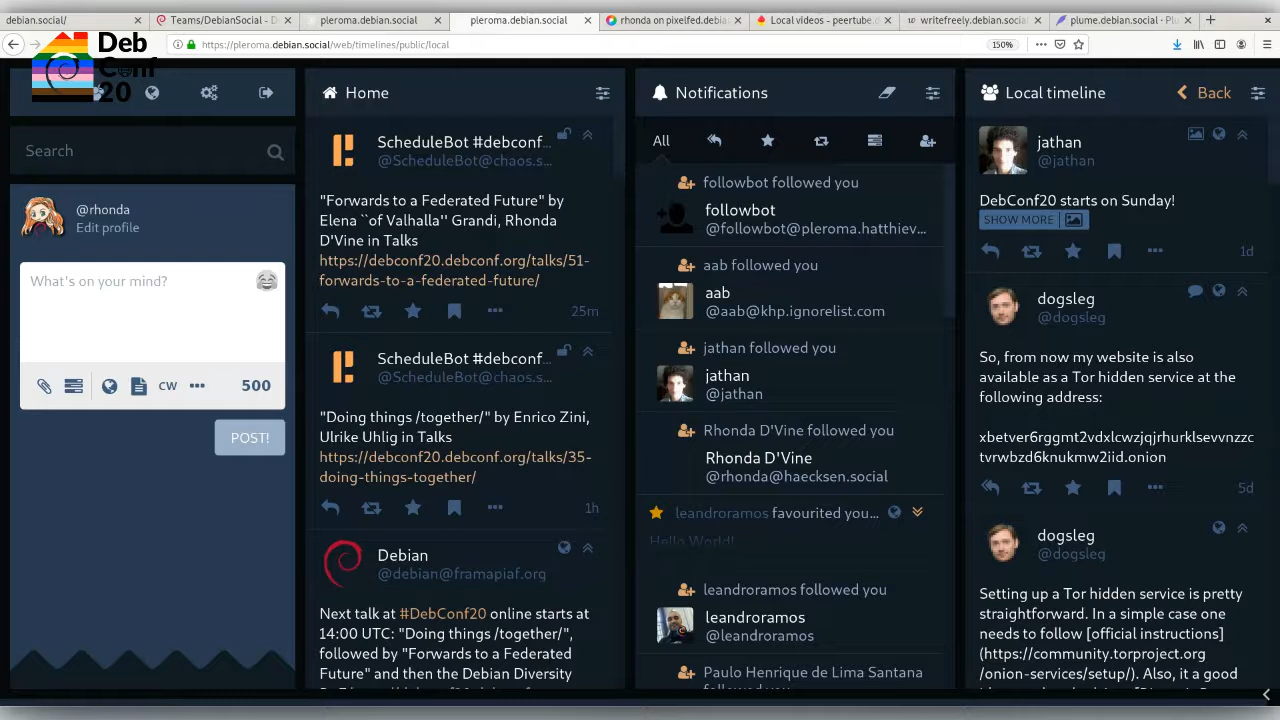 debian.social/
Teams/DebianSocial - D
pleroma.debian.social
pleroma.debian.social
rhonda on pixelfed.debia
Local videos - peertube.d
writefreely.debian.socia
plume.debian.social · Plu
https://pleroma.debian.social/web/timelines/public/local
150%
Deb
Conf
20
Search
@rhonda
Edit profile
What's on your mind?
CW
500
POST!
Home
ScheduleBot #debconf...
@ScheduleBot@chaos.s...
"Forwards to a Federated Future" by
Elena ``of Valhalla'' Grandi, Rhonda
D'Vine in Talks
https://debconf20.debconf.org/talks/51-
forwards-to-a-federated-future/
25m
ScheduleBot #debconf...
@ScheduleBot@chaos.s...
"Doing things /together/" by Enrico Zini,
Ulrike Uhlig in Talks
https://debconf20.debconf.org/talks/35-
doing-things-together/
1h
Debian
@debian@framapiaf.org
Next talk at #DebConf20 online starts at
14:00 UTC: "Doing things /together/",
followed by "Forwards to a Federated
Future" and then the Debian Diversity
Notifications
All
followbot followed you
followbot
@followbot@pleroma.hatthiev...
aab followed you
aab
@aab@khp.ignorelist.com
jathan followed you
jathan
@jathan
Rhonda D'Vine followed you
Rhonda D'Vine
@rhonda@haecksen.social
leandroramos favourited you...
Hello World!
leandroramos followed you
leandroramos
@leandroramos
Paulo Henrique de Lima Santana
followed you
Local timeline
Back
jathan
@jathan
DebConf20 starts on Sunday!
SHOW MORE
1d
dogsleg
@dogsleg
So, from now my website is also
available as a Tor hidden service at the
following address:
xbetver6rggmt2vdxlcwzjqjrhurklsevvnzzc
tvrwbzd6knukmw2iid.onion
5d
dogsleg
@dogsleg
Setting up a Tor hidden service is pretty
straightforward. In a simple case one
needs to follow [official instructions]
(https://community.torproject.org
/onion-services/setup/). Also, it a good